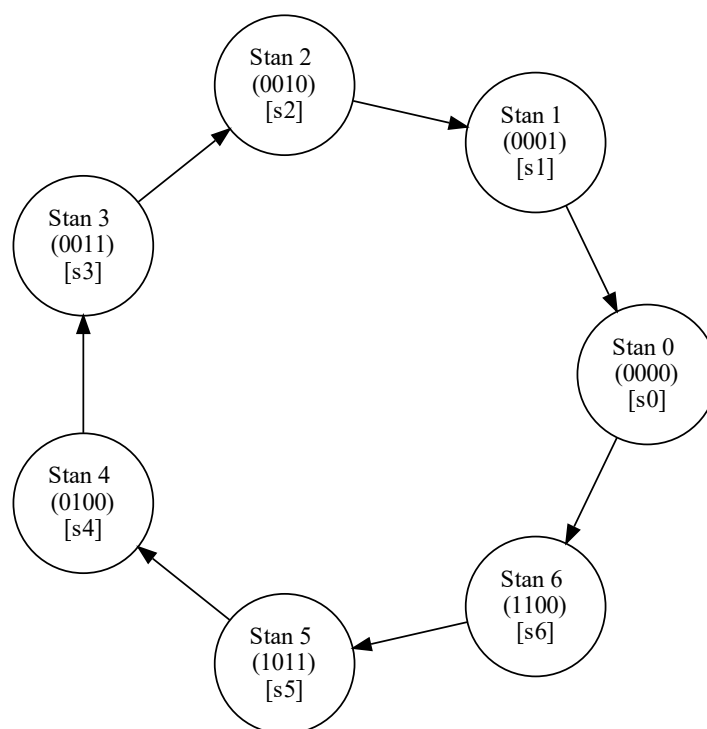 Stan 2
(0010)
[s2]
Stan 1
(0001)
[s1]
Stan 3
(0011)
[s3]
Stan 0
(0000)
[s0]
Stan 4
(0100)
[s4]
Stan 6
(1100)
[s6]
Stan 5
(1011)
[s5]